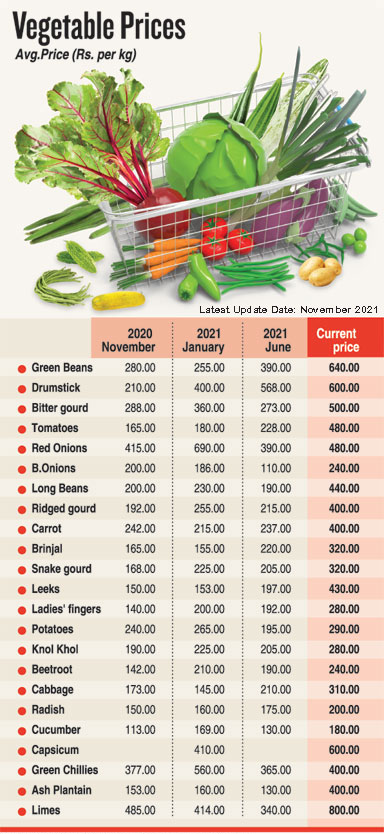 Vegetable Prices
Avg.Price (Rs. per kg)
Latest Update Date: November 2021
2020 November 2021 January 2021 June Current price
Green Beans 280.00 255.00 390.00 640.00
Drumstick 210.00 400.00 568.00 600.00
Bitter gourd 288.00 360.00 273.00 500.00
Tomatoes 165.00 180.00 228.00 480.00
Red Onions 415.00 690.00 390.00 480.00
B.Onions 200.00 186.00 110.00 240.00
Long Beans 200.00 230.00 190.00 440.00
Ridged gourd 192.00 255.00 215.00 400.00
Carrot 242.00 215.00 237.00 400.00
Brinjal 165.00 155.00 220.00 320.00
Snake gourd 168.00 225.00 205.00 320.00
Leeks 150.00 153.00 197.00 430.00
Ladies' fingers 140.00 200.00 192.00 280.00
Potatoes 240.00 265.00 195.00 290.00
Knol Khol 190.00 225.00 205.00 280.00
Beetroot 142.00 210.00 190.00 240.00
Cabbage 173.00 145.00 210.00 310.00
Radish 150.00 160.00 175.00 200.00
Cucumber 113.00 169.00 130.00 180.00
Capsicum 410.00 600.00
Green Chillies 377.00 560.00 365.00 400.00
Ash Plantain 153.00 160.00 130.00 400.00
Limes 485.00 414.00 340.00 800.00